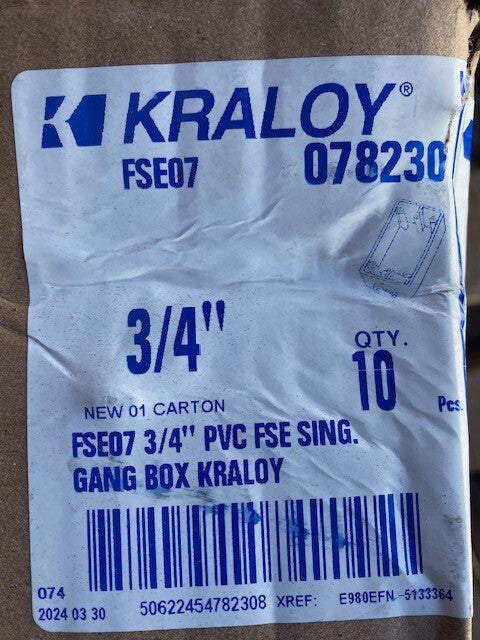 KRALOY®
FSE07 078230
3/4"
QTY.
10
Pcs.
NEW 01 CARTON
FSE07 3/4" PVC FSE SING.
GANG BOX KRALOY
074
2024 03 30
50622454782308 XREF: E980EFN-5133364